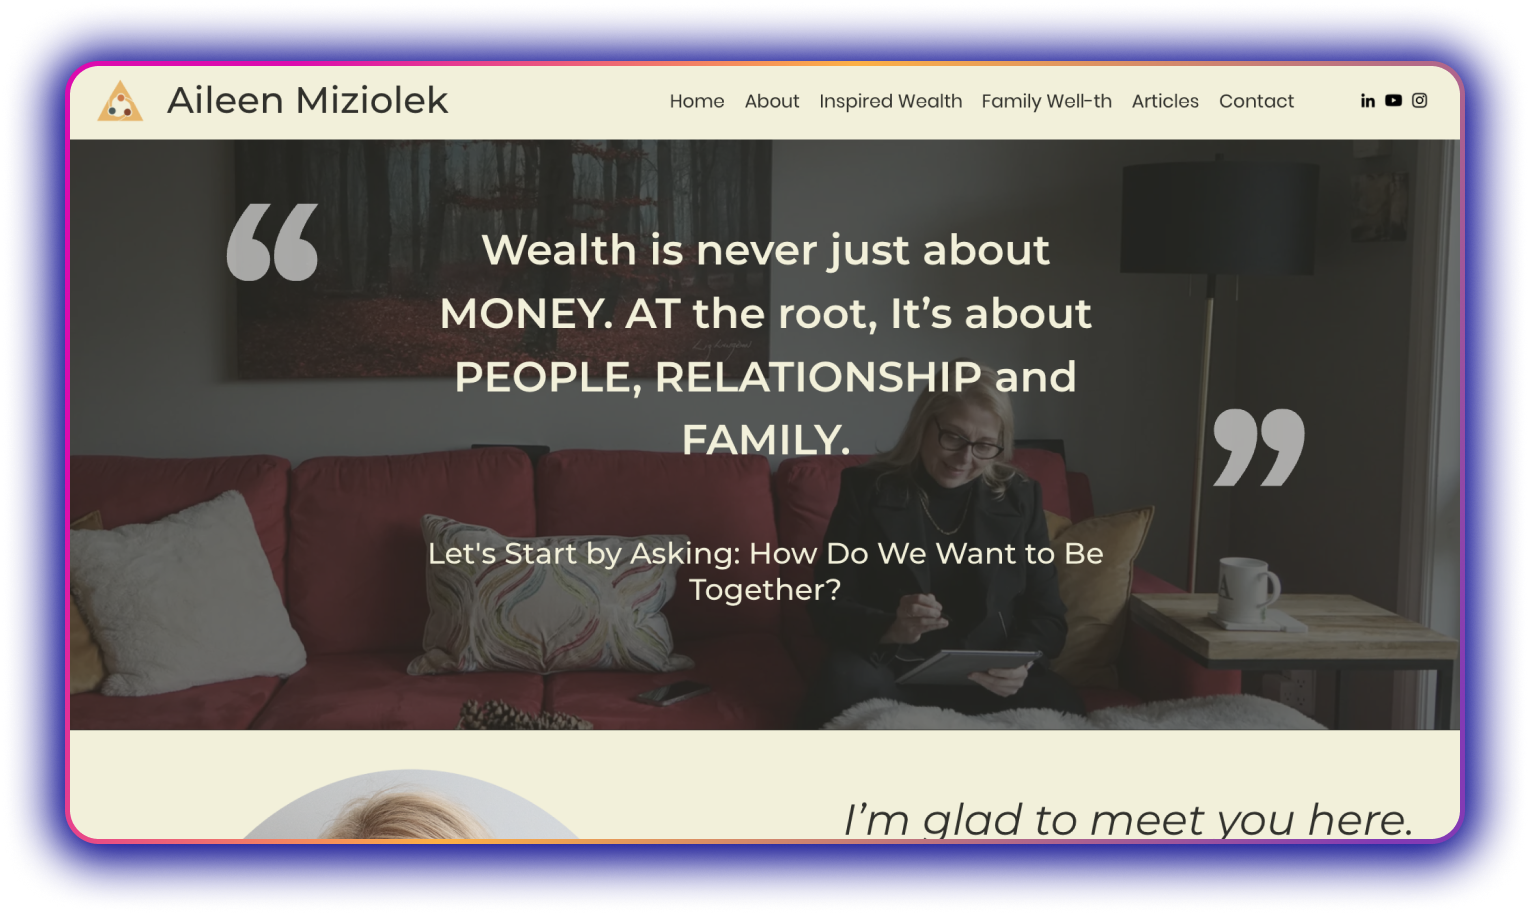 Aileen Miziolek
Home About Inspired Wealth Family Well-th Articles Contact
in
“
Wealth is never just about
MONEY. AT the root, It’s about
PEOPLE, RELATIONSHIP and
FAMILY.
”
Let's Start by Asking: How Do We Want to Be
Together?
A
I’m glad to meet you here.